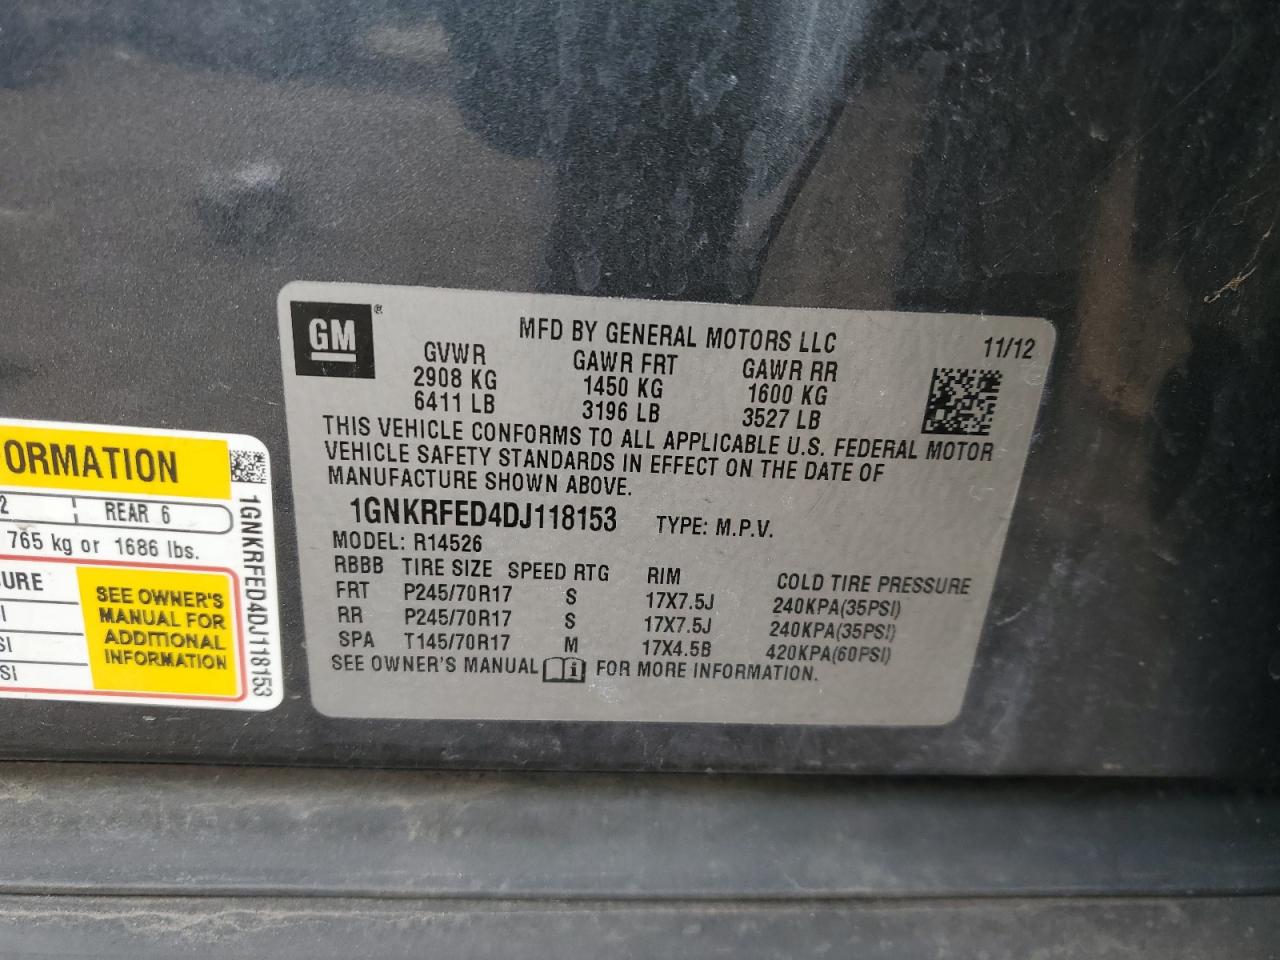 GM
®
MFD BY GENERAL MOTORS LLC
11/12
GVWR GAWR FRT GAWR RR
2908 KG 1450 KG 1600 KG
6411 LB 3196 LB 3527 LB
THIS VEHICLE CONFORMS TO ALL APPLICABLE U.S. FEDERAL MOTOR
VEHICLE SAFETY STANDARDS IN EFFECT ON THE DATE OF
MANUFACTURE SHOWN ABOVE.
1GNKRFED4DJ118153 TYPE: M.P.V.
MODEL: R14526
RBBB TIRE SIZE SPEED RTG RIM COLD TIRE PRESSURE
FRT P245/70R17 S 17X7.5J 240KPA(35PSI)
RR P245/70R17 S 17X7.5J 240KPA(35PSI)
SPA T145/70R17 M 17X4.5B 420KPA(60PSI)
SEE OWNER'S MANUAL FOR MORE INFORMATION.
ORMATION
2 REAR 6
765 kg or 1686 lbs.
URE
SI
SI
SEE OWNER'S
MANUAL FOR
ADDITIONAL
INFORMATION
1GNKRFED4DJ118153